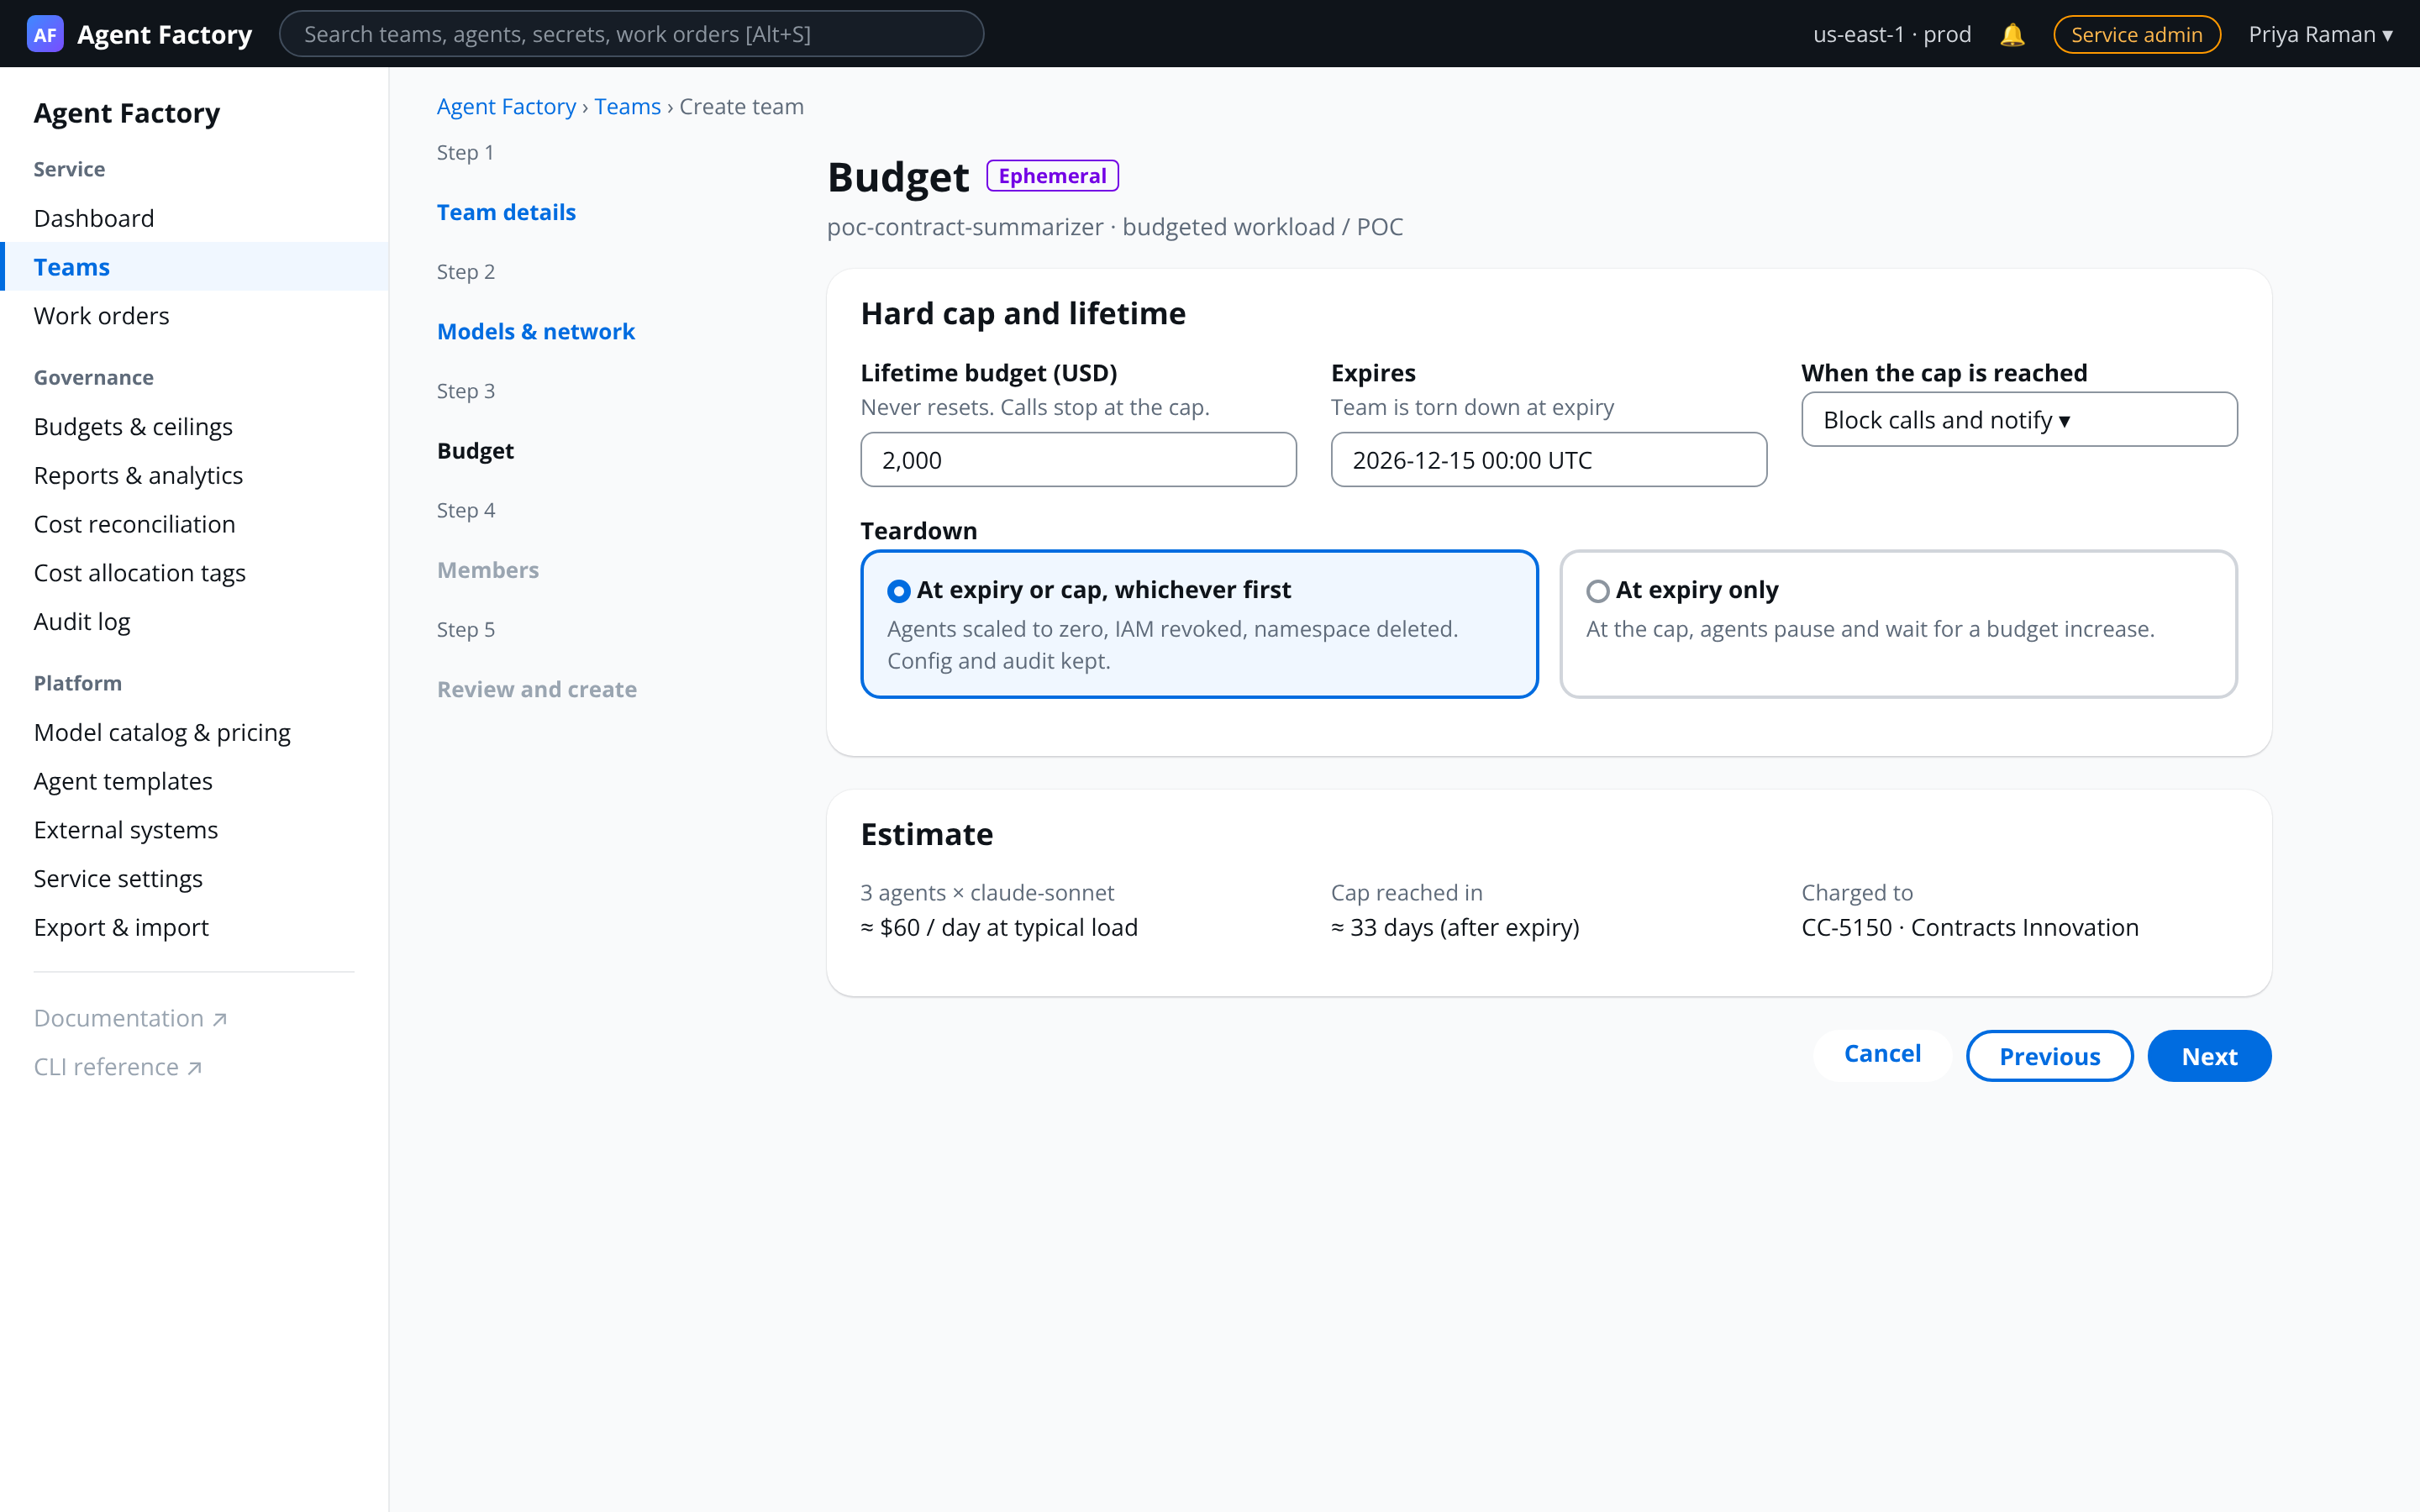 AF Agent Factory
Search teams, agents, secrets, work orders [Alt+S]
us-east-1 · prod
Service admin
Priya Raman ▾
Agent Factory
Service
Dashboard
Teams
Work orders
Governance
Budgets & ceilings
Reports & analytics
Cost reconciliation
Cost allocation tags
Audit log
Platform
Model catalog & pricing
Agent templates
External systems
Service settings
Export & import
Documentation ↗
CLI reference ↗
Agent Factory › Teams › Create team
Step 1
Team details
Step 2
Models & network
Step 3
Budget
Step 4
Members
Step 5
Review and create
Budget Ephemeral
poc-contract-summarizer · budgeted workload / POC
Hard cap and lifetime
Lifetime budget (USD)
Never resets. Calls stop at the cap.
2,000
Expires
Team is torn down at expiry
2026-12-15 00:00 UTC
When the cap is reached
Block calls and notify ▾
Teardown
At expiry or cap, whichever first
Agents scaled to zero, IAM revoked, namespace deleted.
Config and audit kept.
At expiry only
At the cap, agents pause and wait for a budget increase.
Estimate
3 agents × claude-sonnet
≈ $60 / day at typical load
Cap reached in
≈ 33 days (after expiry)
Charged to
CC-5150 · Contracts Innovation
Cancel
Previous
Next